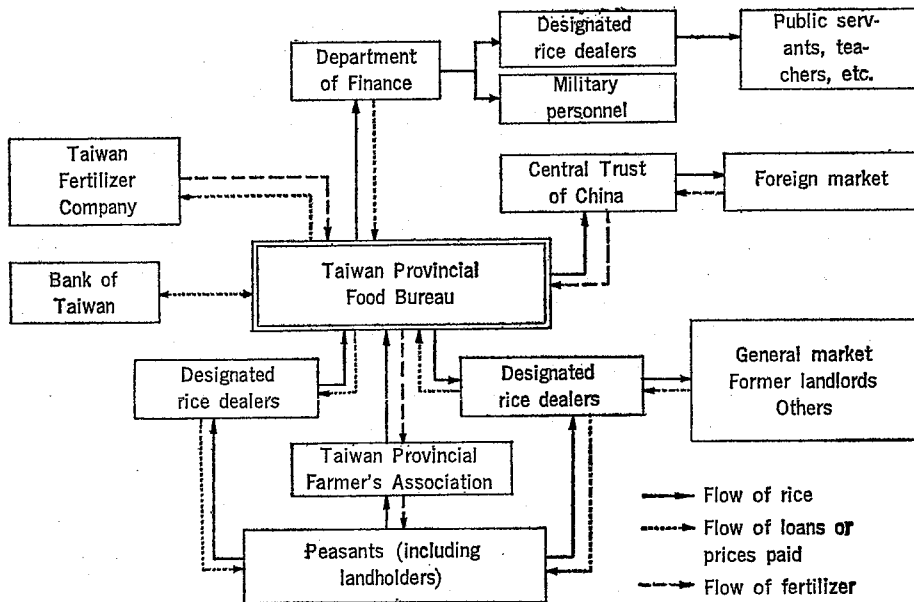 Designated
rice dealers
Public serv-
ants, tea-
chers, etc.
Department
of Finance
Military
personnel
Taiwan
Fertilizer
Company
Central Trust
of China
Foreign market
Taiwan Provincial
Food Bureau
Bank of
Taiwan
Designated
rice dealers
Designated
rice dealers
General market
Former landlords
Others
Taiwan Provincial
Farmer's Association
Peasants (including
landholders)
Flow of rice
Flow of loans or
prices paid
Flow of fertilizer